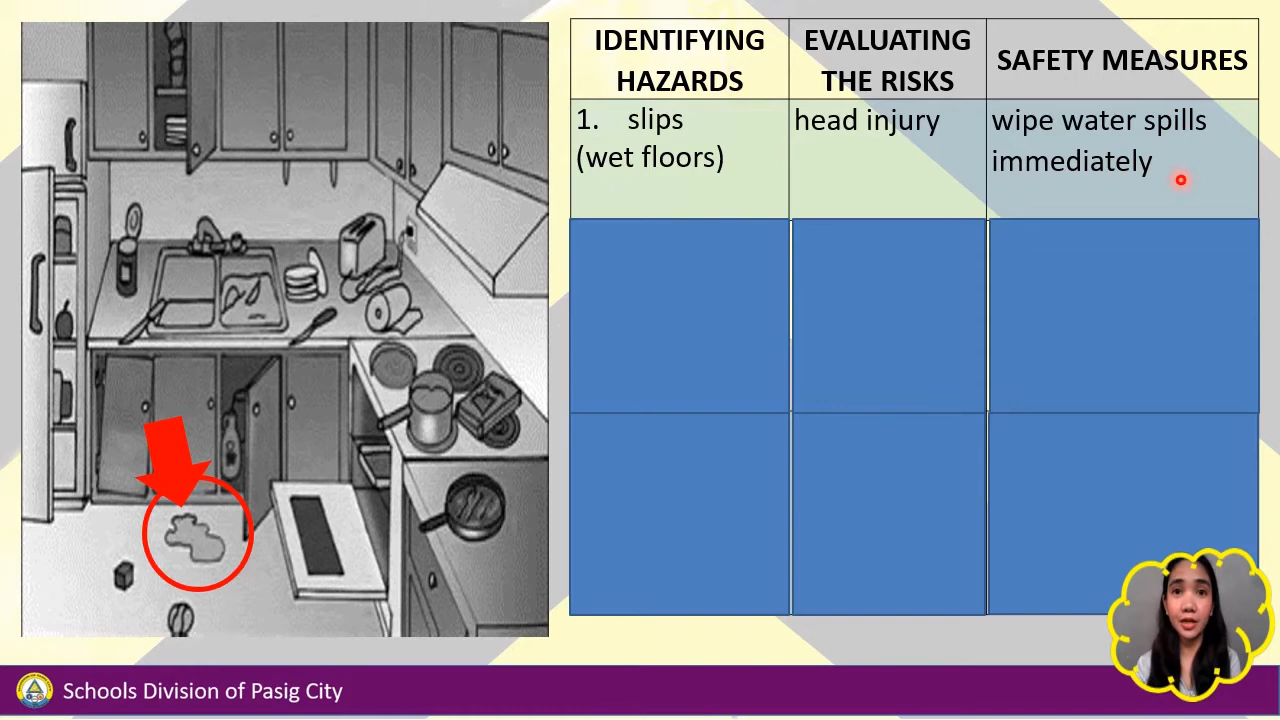 IDENTIFYING
HAZARDS
EVALUATING
THE RISKS
SAFETY MEASURES
1. slips
(wet floors)
head injury
wipe water spills
immediately
Schools Division of Pasig City